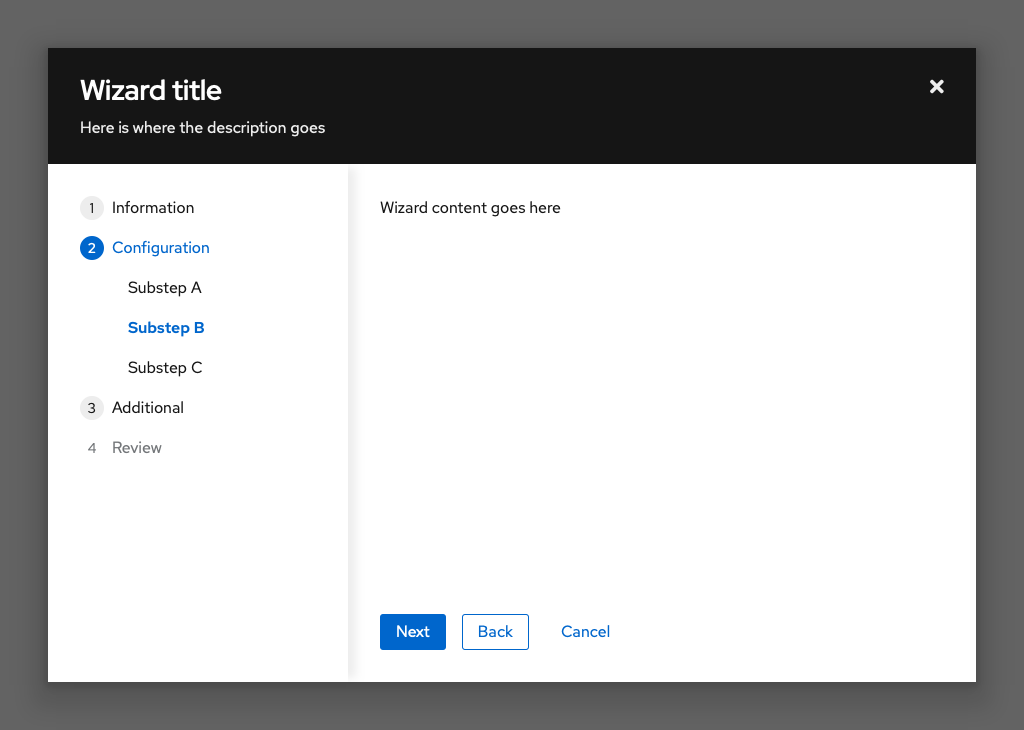 Wizard title
Here is where the description goes
1 Information
2 Configuration
Substep A
Substep B
Substep C
3 Additional
4 Review
Wizard content goes here
Next Back Cancel